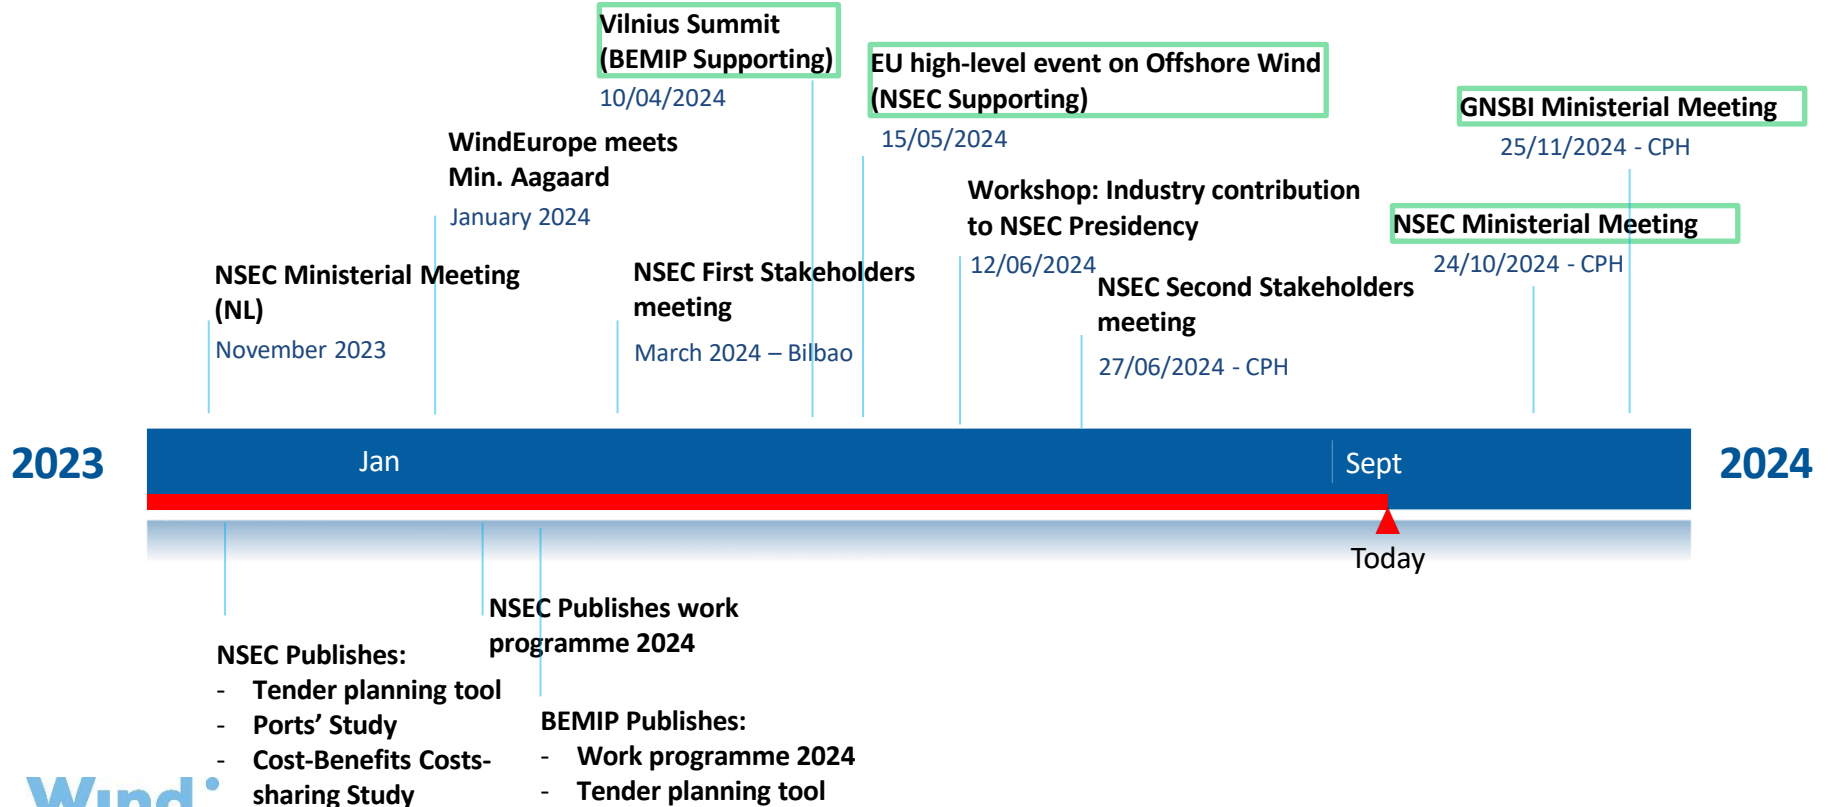 Vilnius Summit
(BEMIP Supporting)
10/04/2024
EU high-level event on Offshore Wind
(NSEC Supporting)
15/05/2024
GNSBI Ministerial Meeting
25/11/2024 - CPH
WindEurope meets
Min. Aagaard
January 2024
Workshop: Industry contribution
to NSEC Presidency
12/06/2024
NSEC Ministerial Meeting
24/10/2024 - CPH
NSEC Ministerial Meeting
(NL)
November 2023
NSEC First Stakeholders
meeting
March 2024 – Bilbao
NSEC Second Stakeholders
meeting
27/06/2024 - CPH
2023
Jan
Sept
2024
Today
NSEC Publishes work
programme 2024
NSEC Publishes:
- Tender planning tool
- Ports’ Study
- Cost-Benefits Costs-
sharing Study
BEMIP Publishes:
- Work programme 2024
- Tender planning tool
Wind